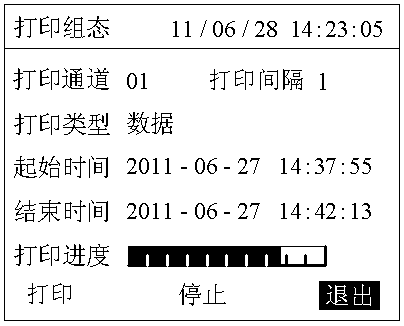 打印组态 11 / 06 / 28 14:23:05
打印通道 01 打印间隔 1
打印类型 数据
起始时间 2011 - 06 - 27 14:37:55
结束时间 2011 - 06 - 27 14:42:13
打印进度
打印 停止 退出